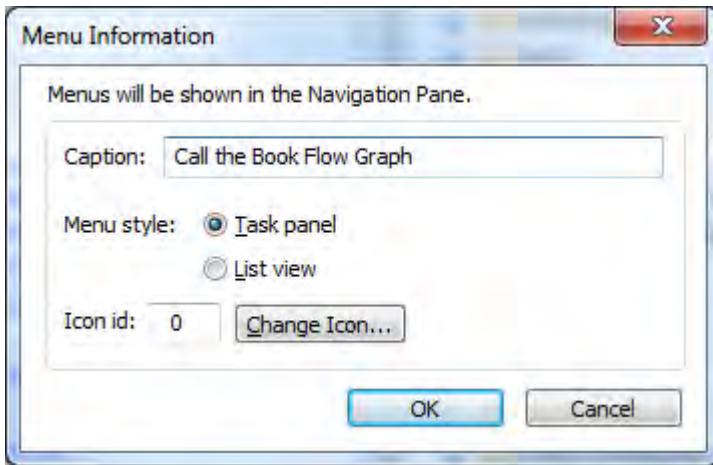 Menu Information
Menus will be shown in the Navigation Pane.
Caption: Call the Book Flow Graph
Menu style: Task panel
List view
Icon id: 0 Change Icon...
OK Cancel